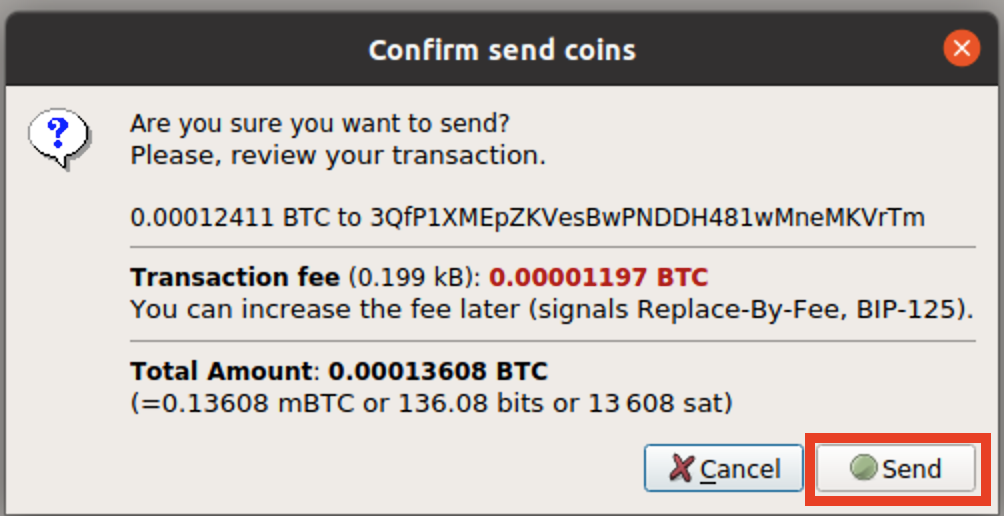 Confirm send coins
?
Are you sure you want to send?
Please, review your transaction.
0.00012411 BTC to 3QfP1XMEpZKVesBwPNDDH481wMneMKVrTm
Transaction fee (0.199 kB): 0.00001197 BTC
You can increase the fee later (signals Replace-By-Fee, BIP-125).
Total Amount: 0.00013608 BTC
(=0.13608 mBTC or 136.08 bits or 13 608 sat)
Cancel Send